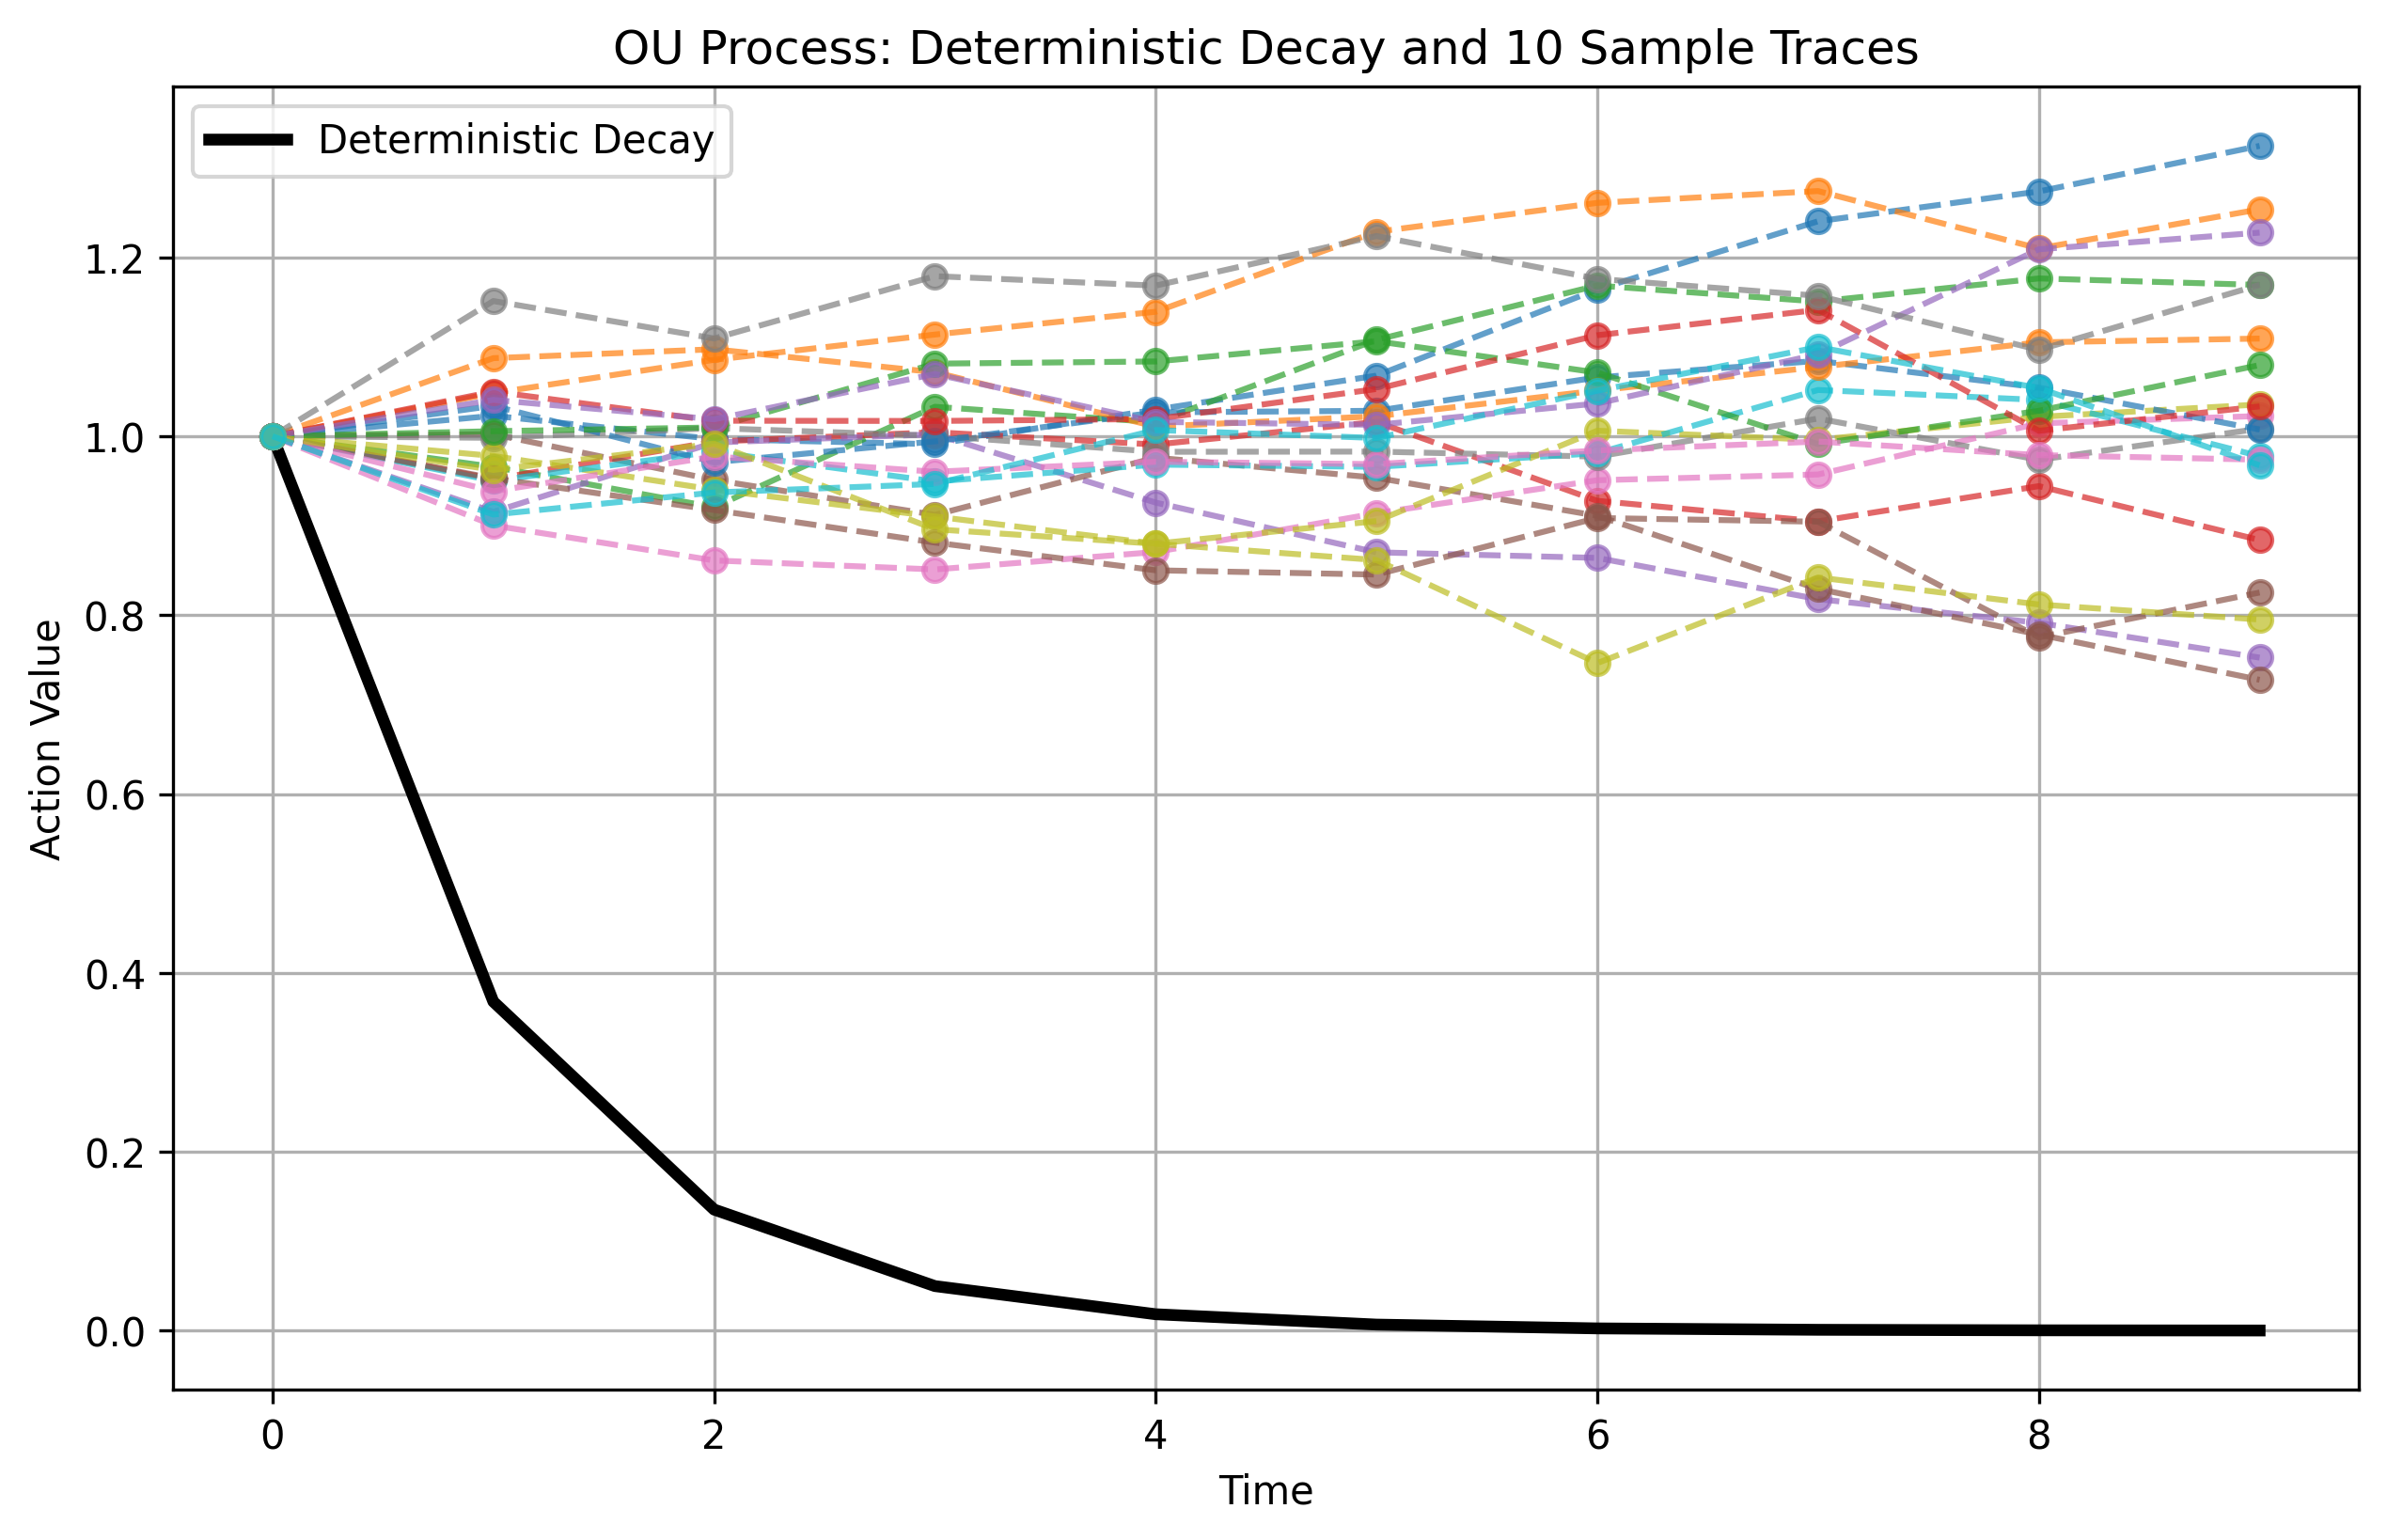 OU Process: Deterministic Decay and 10 Sample Traces
Deterministic Decay
1.2
1.0
0.8
0.6
0.4
0.2
0.0
Action Value
0 2 4 6 8
Time